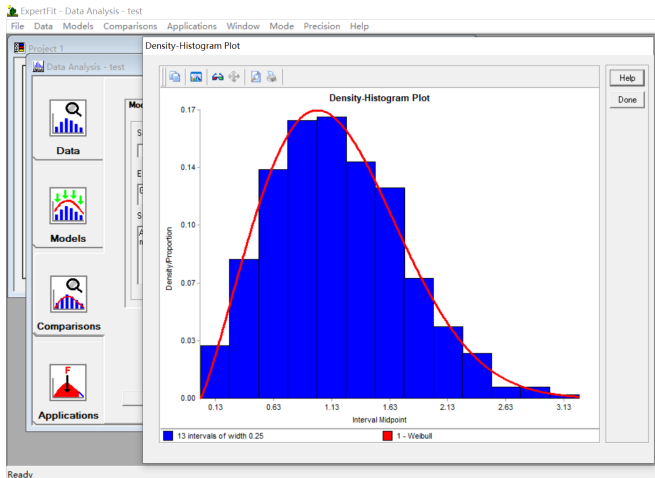 ExpertFit - Data Analysis - test
File Data Models Comparisons Applications Window Mode Precision Help
Project 1
Data Analysis - test
Data
Models
Comparisons
F
Applications
Density-Histogram Plot
Help
Done
Density-Histogram Plot
0.17
0.14
0.10
0.07
0.03
0.00
Density/Proportion
0.13 0.63 1.13 1.63 2.13 2.63 3.13
Interval Midpoint
13 intervals of width 0.25
1 - Weibull
Ready